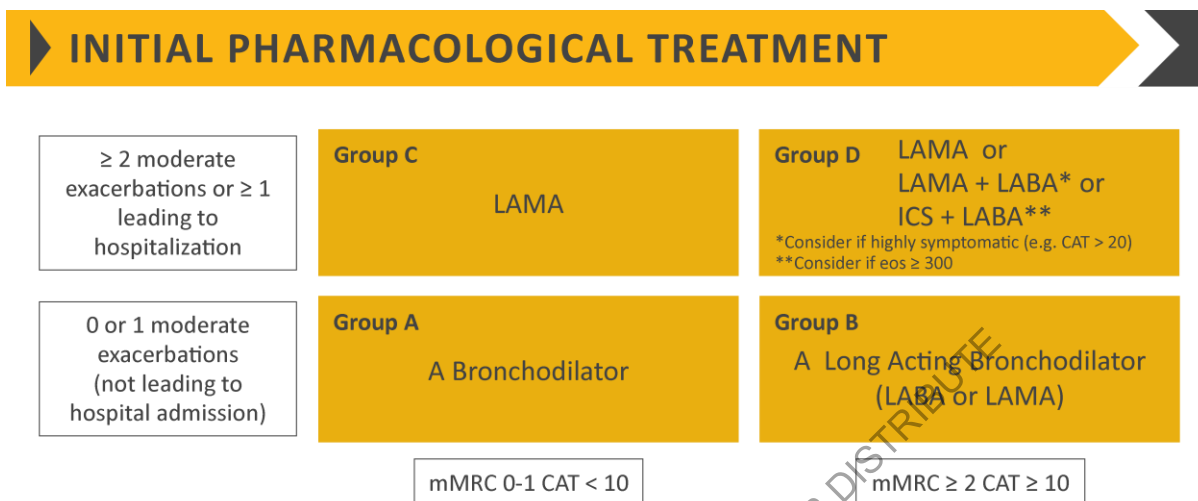 INITIAL PHARMACOLOGICAL TREATMENT
≥ 2 moderate
exacerbations or ≥ 1
leading to
hospitalization
Group C
LAMA
Group D
LAMA or
LAMA + LABA* or
ICS + LABA**
*Consider if highly symptomatic (e.g. CAT > 20)
**Consider if eos ≥ 300
0 or 1 moderate
exacerbations
(not leading to
hospital admission)
Group A
A Bronchodilator
Group B
A Long Acting Bronchodilator
(LABA or LAMA)
mMRC 0-1 CAT < 10
mMRC ≥ 2 CAT ≥ 10
DISTRIBUTE